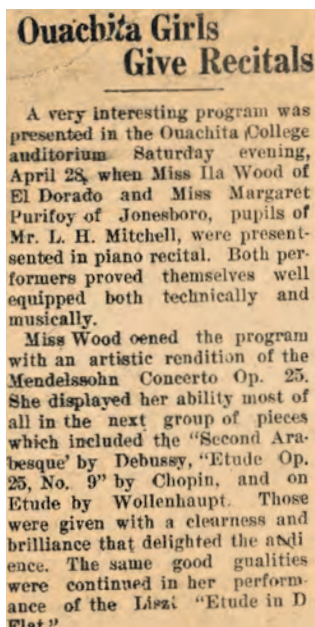 Ouachita Girls
Give Recitals
A very interesting program was
presented in the Ouachita College
auditorium Saturday evening,
April 28, when Miss Ila Wood of
El Dorado and Miss Margaret
Purifoy of Jonesboro, pupils of
Mr. L. H. Mitchell, were present-
sented in piano recital. Both per-
formers proved themselves well
equipped both technically and
musically.
Miss Wood oened the program
with an artistic rendition of the
Mendelssohn Concerto Op. 25.
She displayed her ability most of
all in the next group of pieces
which included the "Second Ara-
besque' by Debussy, "Etude Op.
25, No. 9" by Chopin, and on
Etude by Wollenhaupt. Those
were given with a clearness and
brilliance that delighted the audi
ence. The same good gualities
were continued in her perform-
ance of the Liszt "Etude in D
Flat."